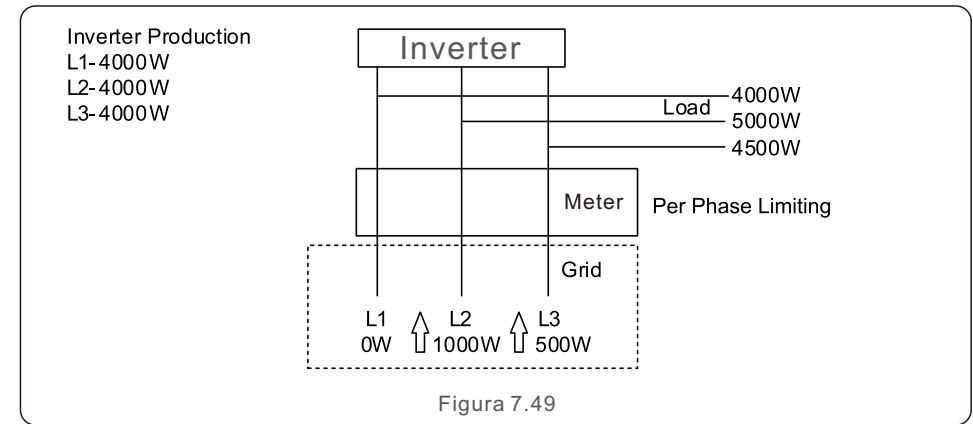 Inverter Production
L1-4000W
L2-4000W
L3-4000W
Inverter
4000W
Load
5000W
4500W
Meter
Per Phase Limiting
Grid
L1 L2 L3
0W 1000W 500W
Figura 7.49